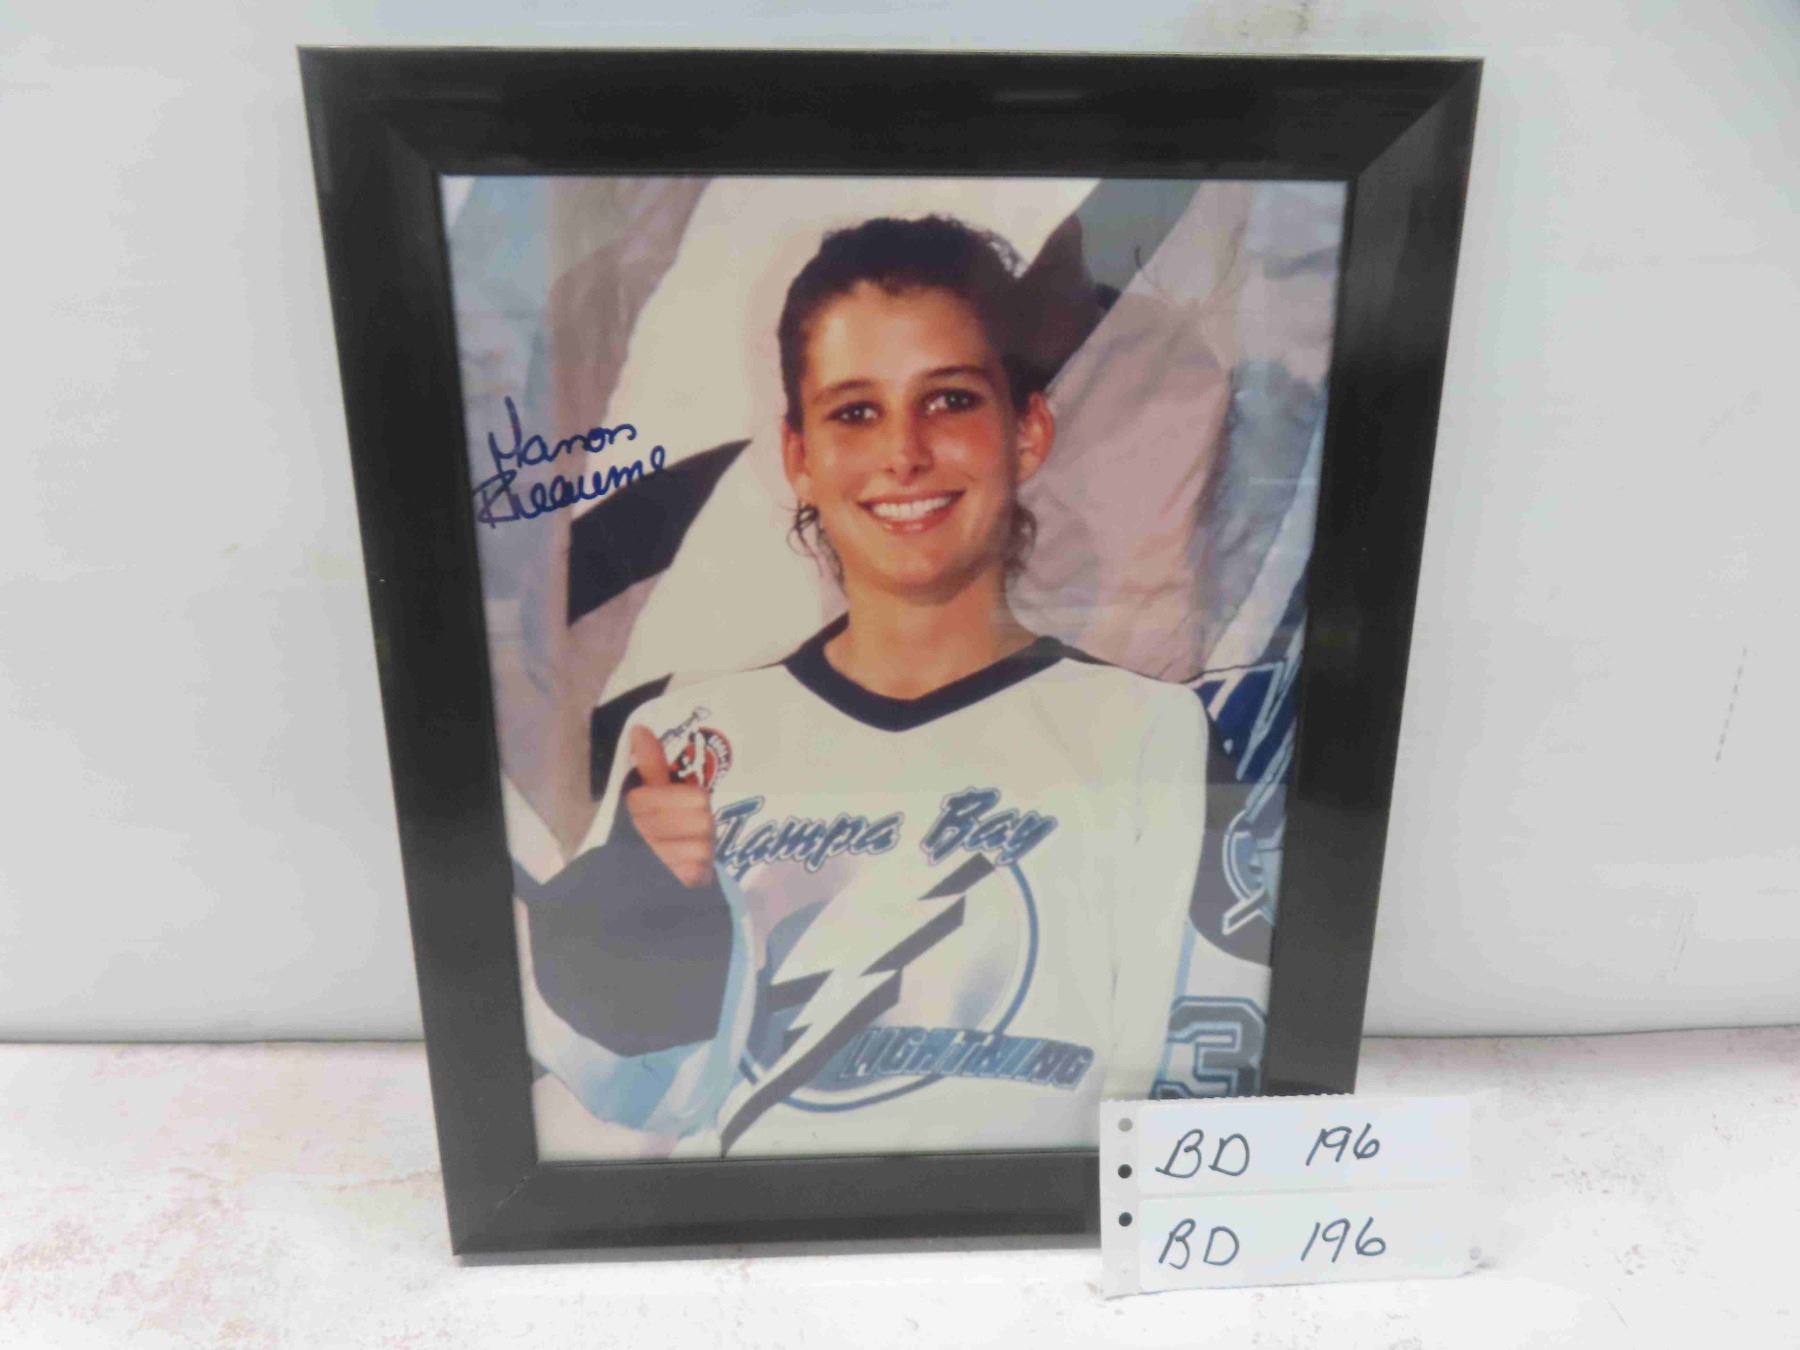 Manon
Rheaume
Tampa Bay
LIGHTNING
3
BD 196
BD 196